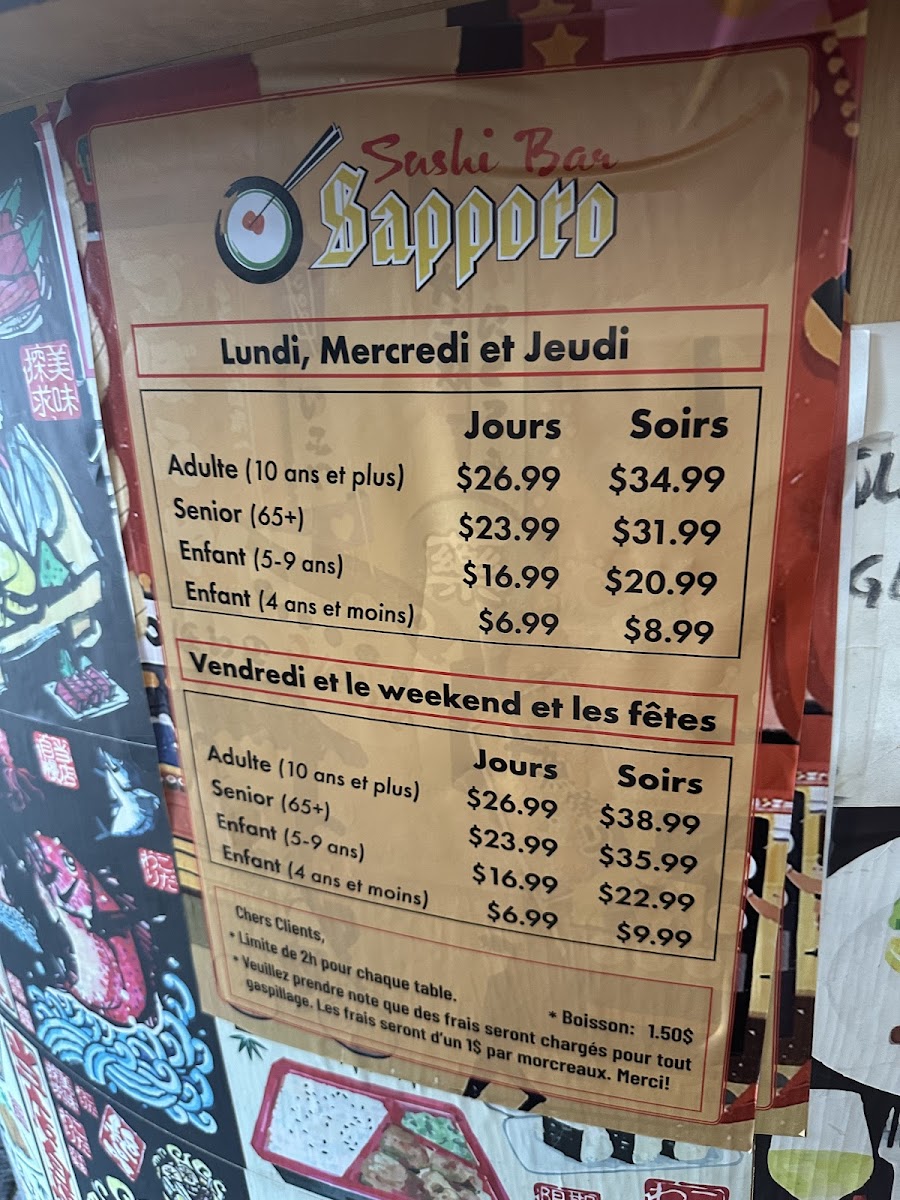 Sushi Bar
Sapporo
Lundi, Mercredi et Jeudi
Jours Soirs
Adulte (10 ans et plus) $26.99 $34.99
Senior (65+) $23.99 $31.99
Enfant (5-9 ans) $16.99 $20.99
Enfant (4 ans et moins) $6.99 $8.99
Vendredi et le weekend et les fêtes
Jours Soirs
Adulte (10 ans et plus) $26.99 $38.99
Senior (65+) $23.99 $35.99
Enfant (5-9 ans) $16.99 $22.99
Enfant (4 ans et moins) $6.99 $9.99
Chers Clients,
* Limite de 2h pour chaque table.
* Boisson: 1.50$
* Veuillez prendre note que des frais seront chargés pour tout
gaspillage. Les frais seront d'un 1$ par morcreaux. Merci!
探美
求味